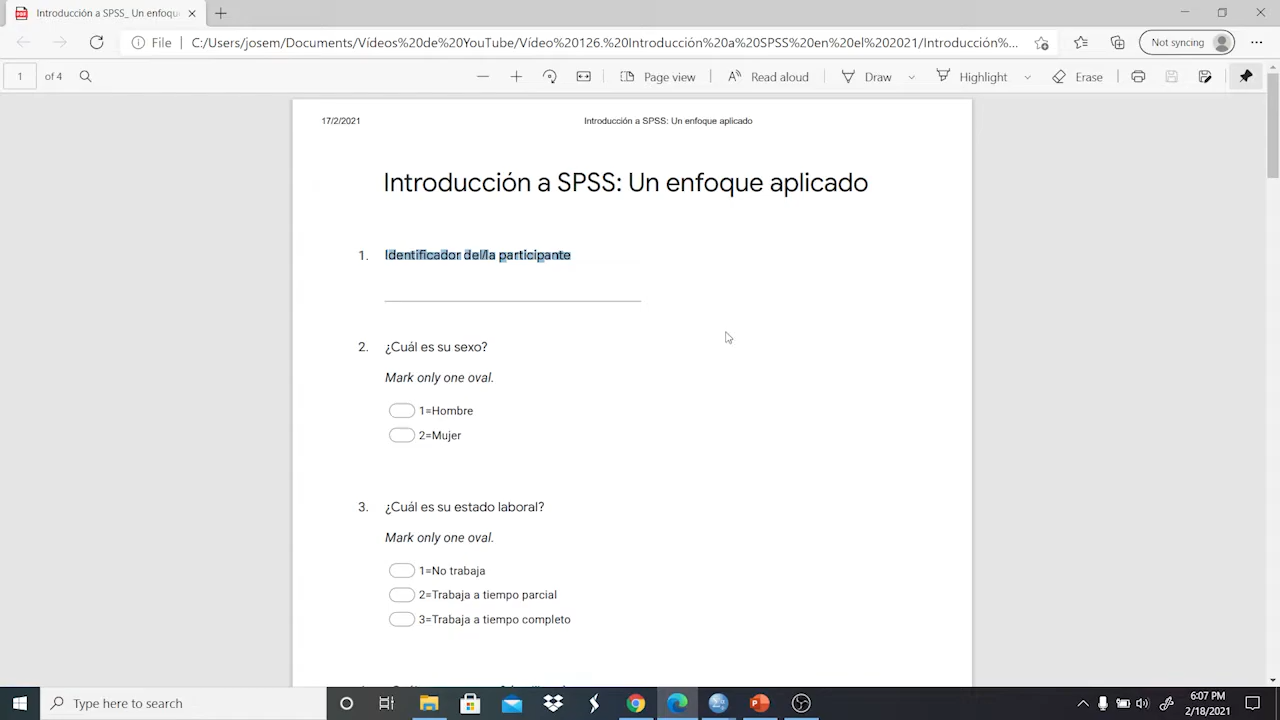 Introducción a SPSS_ Un enfoqu
File
C:/Users/josem/Documents/Vídeos%20de%20YouTube/Vídeo%20126.%20Introducción%20a%20SPSS%20en%20el%202021/Introducción%...
Not syncing
1 of 4
Page view
Read aloud
Draw
Highlight
Erase
17/2/2021
Introducción a SPSS: Un enfoque aplicado
Introducción a SPSS: Un enfoque aplicado
1. Identificador del/la participante
2. ¿Cuál es su sexo?
Mark only one oval.
1=Hombre
2=Mujer
3. ¿Cuál es su estado laboral?
Mark only one oval.
1=No trabaja
2=Trabaja a tiempo parcial
3=Trabaja a tiempo completo
Type here to search
6:07 PM
2/18/2021